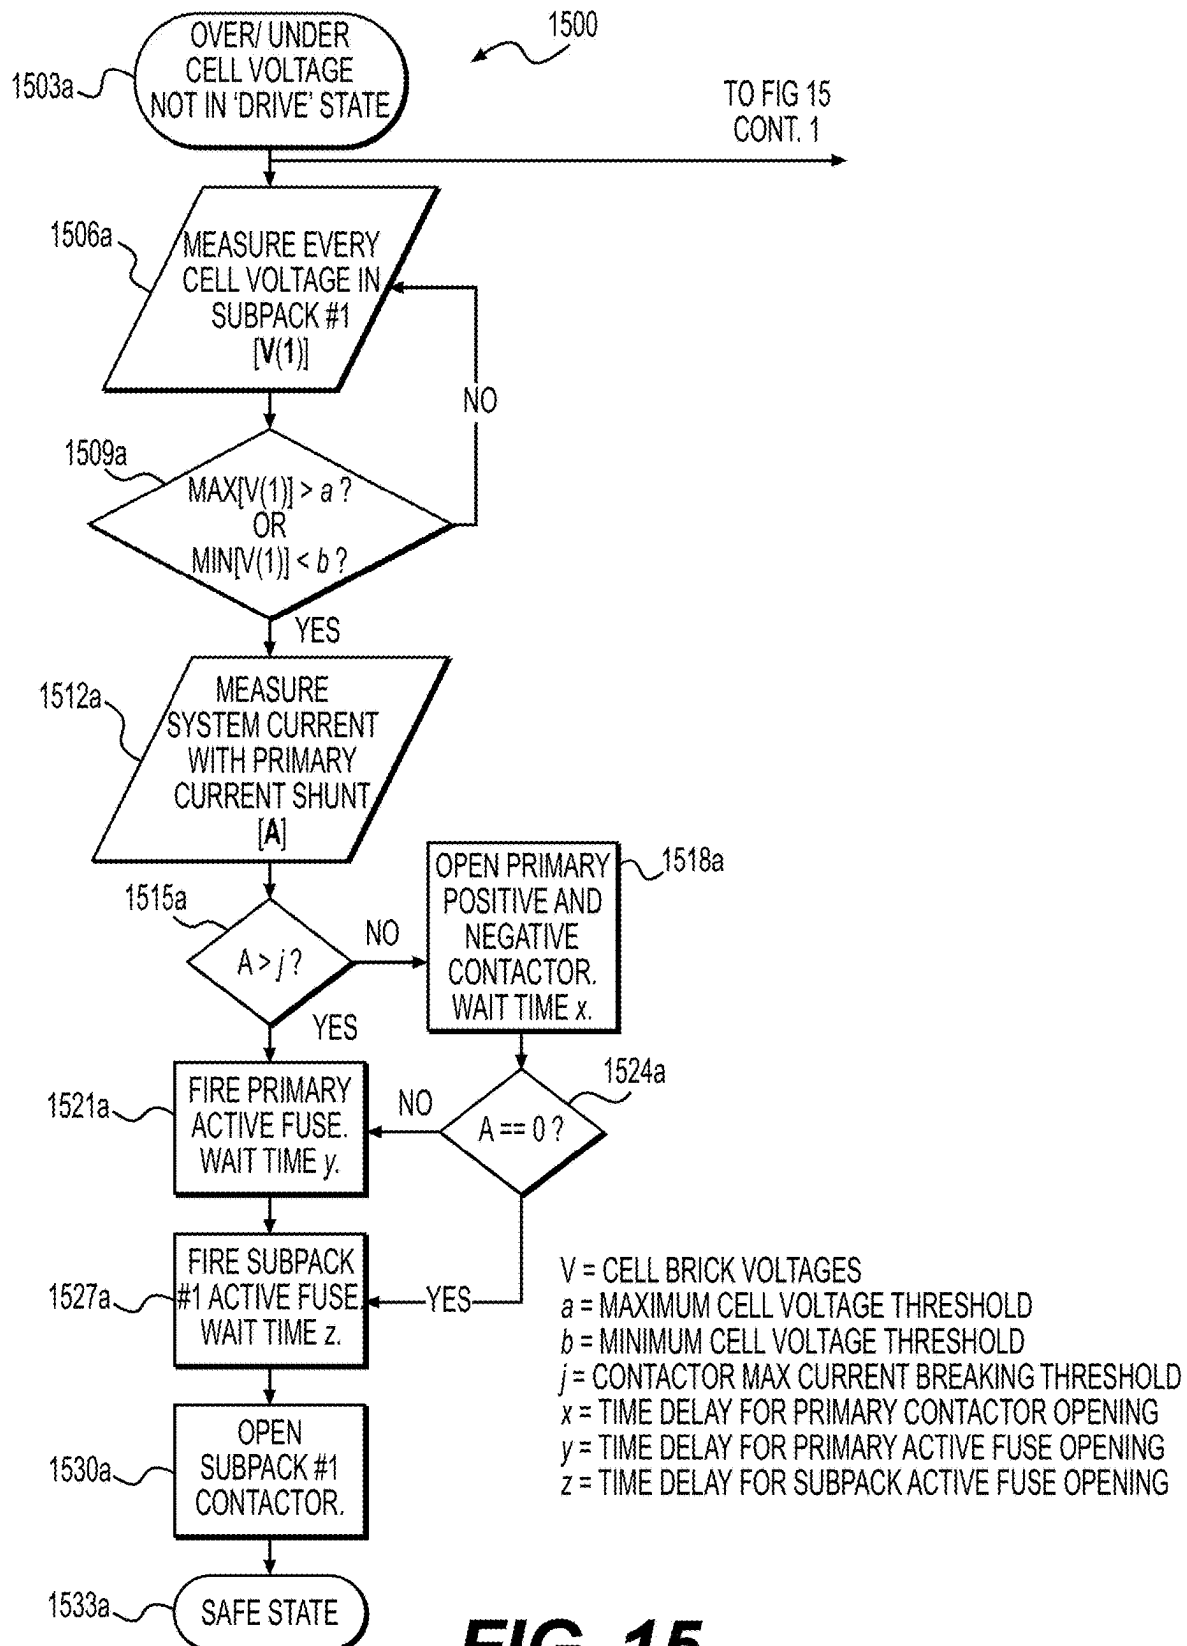 OVER/ UNDER
CELL VOLTAGE
NOT IN 'DRIVE' STATE
1503a
1500
TO FIG 15
CONT. 1
1506a
MEASURE EVERY
CELL VOLTAGE IN
SUBPACK #1
[V(1)]
NO
1509a
MAX[V(1)] > a ?
OR
MIN[V(1)] < b ?
YES
1512a
MEASURE
SYSTEM CURRENT
WITH PRIMARY
CURRENT SHUNT
[A]
1515a
A > j ?
NO
YES
OPEN PRIMARY
POSITIVE AND
NEGATIVE
CONTACTOR.
WAIT TIME x.
1518a
1521a
FIRE PRIMARY
ACTIVE FUSE.
WAIT TIME y.
NO
A == 0 ?
1524a
YES
1527a
FIRE SUBPACK
#1 ACTIVE FUSE.
WAIT TIME z.
1530a
OPEN
SUBPACK #1
CONTACTOR.
1533a
SAFE STATE
V = CELL BRICK VOLTAGES
a = MAXIMUM CELL VOLTAGE THRESHOLD
b = MINIMUM CELL VOLTAGE THRESHOLD
j = CONTACTOR MAX CURRENT BREAKING THRESHOLD
x = TIME DELAY FOR PRIMARY CONTACTOR OPENING
y = TIME DELAY FOR PRIMARY ACTIVE FUSE OPENING
z = TIME DELAY FOR SUBPACK ACTIVE FUSE OPENING
FIG. 15